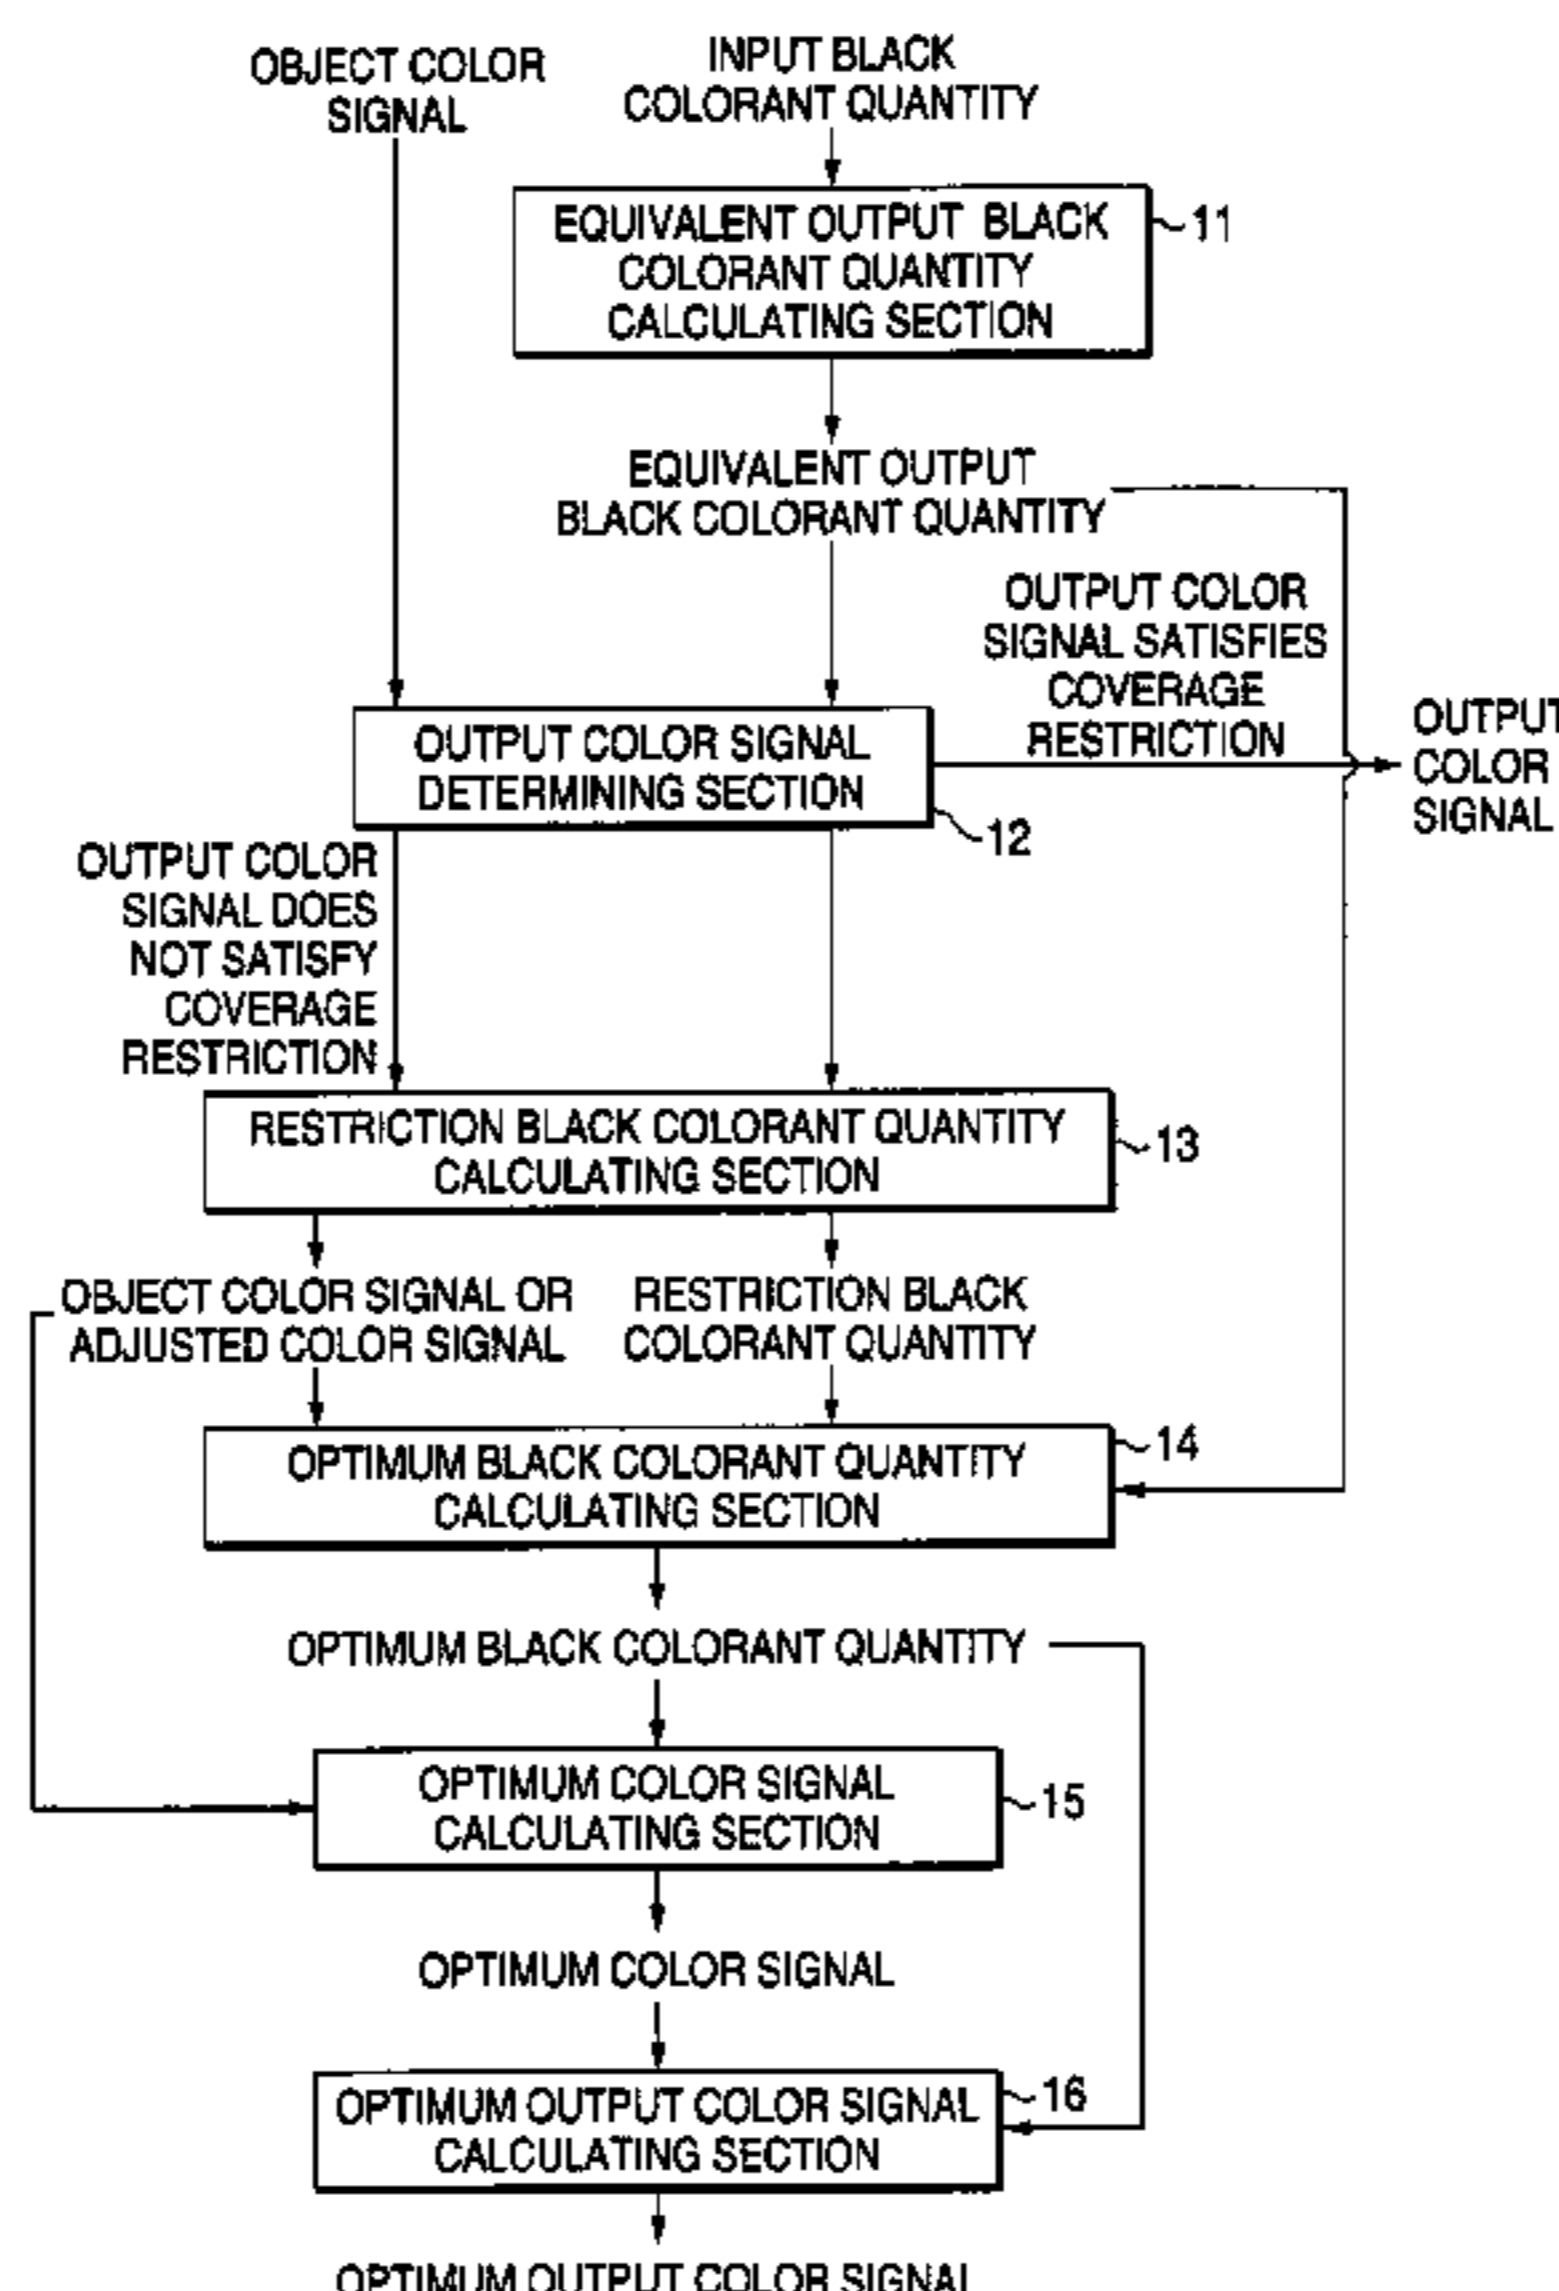 OBJECT COLOR
SIGNAL
INPUT BLACK
COLORANT QUANTITY
EQUIVALENT OUTPUT BLACK
COLORANT QUANTITY
CALCULATING SECTION
11
EQUIVALENT OUTPUT
BLACK COLORANT QUANTITY
OUTPUT COLOR
SIGNAL SATISFIES
COVERAGE
RESTRICTION
OUTPUT
COLOR
SIGNAL
OUTPUT COLOR SIGNAL
DETERMINING SECTION
12
OUTPUT COLOR
SIGNAL DOES
NOT SATISFY
COVERAGE
RESTRICTION
RESTRICTION BLACK COLORANT QUANTITY
CALCULATING SECTION
13
OBJECT COLOR SIGNAL OR
ADJUSTED COLOR SIGNAL
RESTRICTION BLACK
COLORANT QUANTITY
OPTIMUM BLACK COLORANT QUANTITY
CALCULATING SECTION
14
OPTIMUM BLACK COLORANT QUANTITY
OPTIMUM COLOR SIGNAL
CALCULATING SECTION
15
OPTIMUM COLOR SIGNAL
OPTIMUM OUTPUT COLOR SIGNAL
CALCULATING SECTION
16
OPTIMUM OUTPUT COLOR SIGNAL